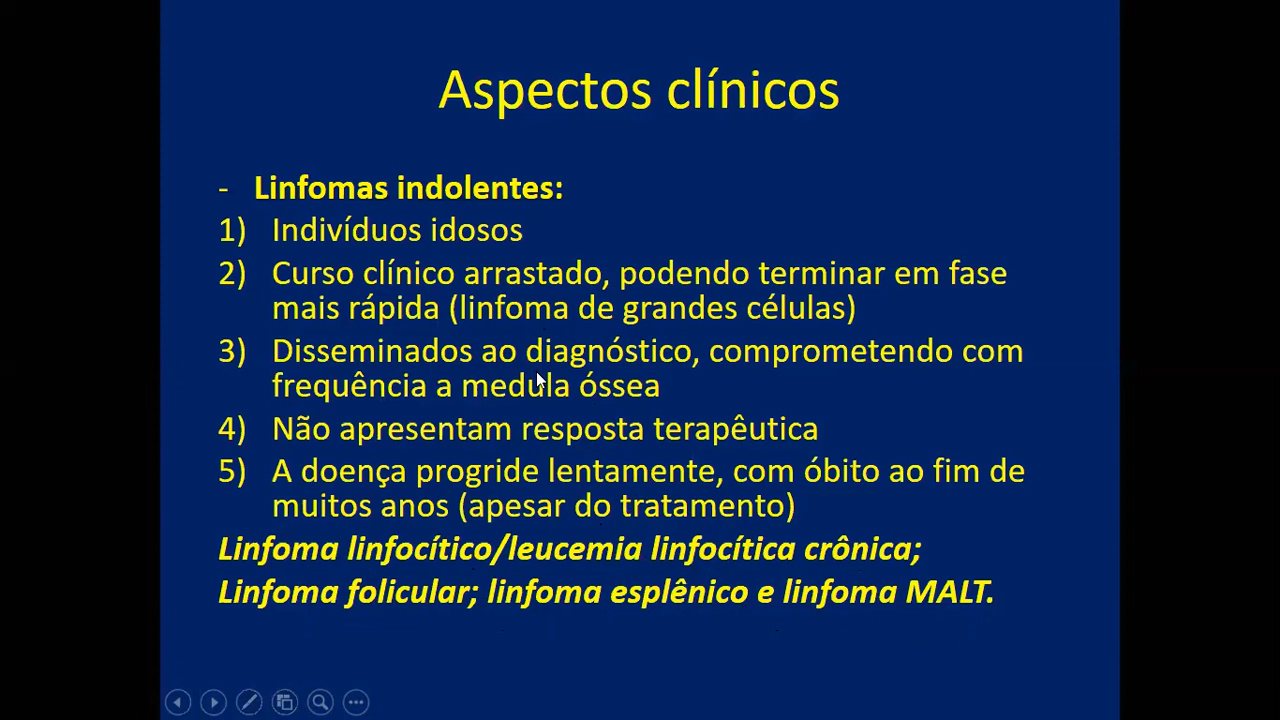 Aspectos clínicos
- Linfomas indolentes:
1) Indivíduos idosos
2) Curso clínico arrastado, podendo terminar em fase
mais rápida (linfoma de grandes células)
3) Disseminados ao diagnóstico, comprometendo com
frequência a medula óssea
4) Não apresentam resposta terapêutica
5) A doença progride lentamente, com óbito ao fim de
muitos anos (apesar do tratamento)
Linfoma linfocítico/leucemia linfocítica crônica;
Linfoma folicular; linfoma esplênico e linfoma MALT.